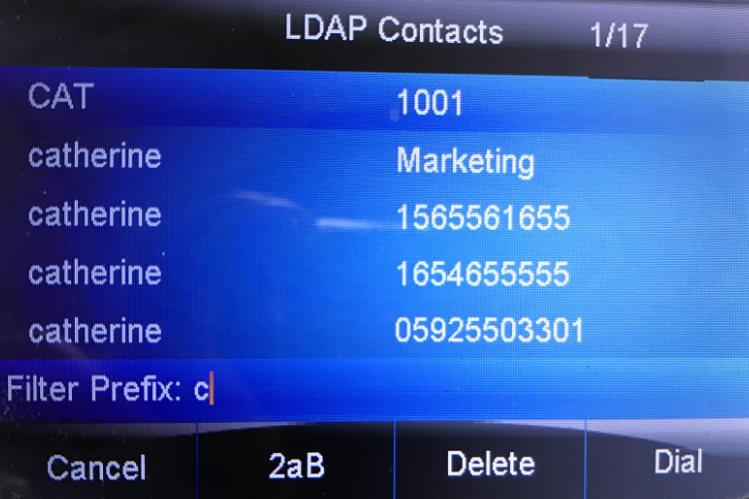 LDAP Contacts 1/17
CAT 1001
catherine Marketing
catherine 1565561655
catherine 1654655555
catherine 05925503301
Filter Prefix: c
Cancel 2aB Delete Dial